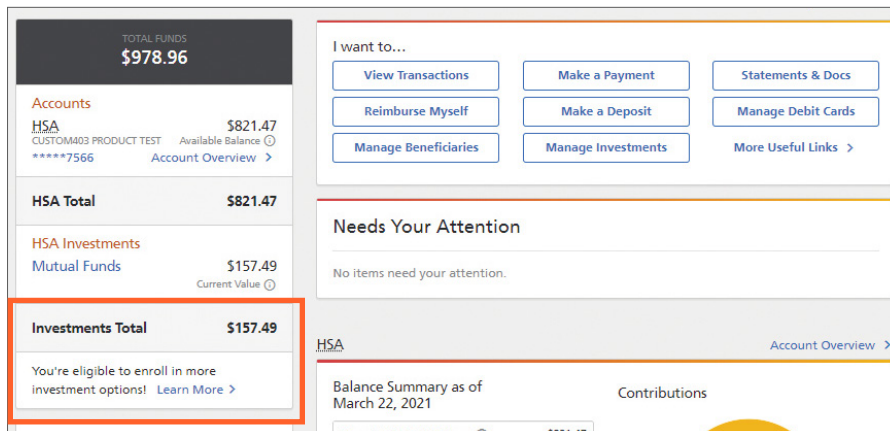 TOTAL FUNDS
$978.96
Accounts
HSA $821.47
CUSTOM403 PRODUCT TEST Available Balance
*****7566 Account Overview >
HSA Total $821.47
HSA Investments
Mutual Funds $157.49
Current Value
Investments Total $157.49
You're eligible to enroll in more
investment options! Learn More >
I want to...
View Transactions Make a Payment Statements & Docs
Reimburse Myself Make a Deposit Manage Debit Cards
Manage Beneficiaries Manage Investments More Useful Links >
Needs Your Attention
No items need your attention.
HSA Account Overview >
Balance Summary as of
March 22, 2021
Contributions